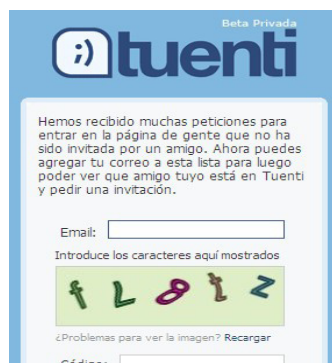 Beta Privada
;) tuenti
Hemos recibido muchas peticiones para
entrar en la página de gente que no ha
sido invitada por un amigo. Ahora puedes
agregar tu correo a esta lista para luego
poder ver que amigo tuyo está en Tuenti
y pedir una invitación.
Email:
Introduce los caracteres aquí mostrados
f L 8 t z
¿Problemas para ver la imagen? Recargar
Código: